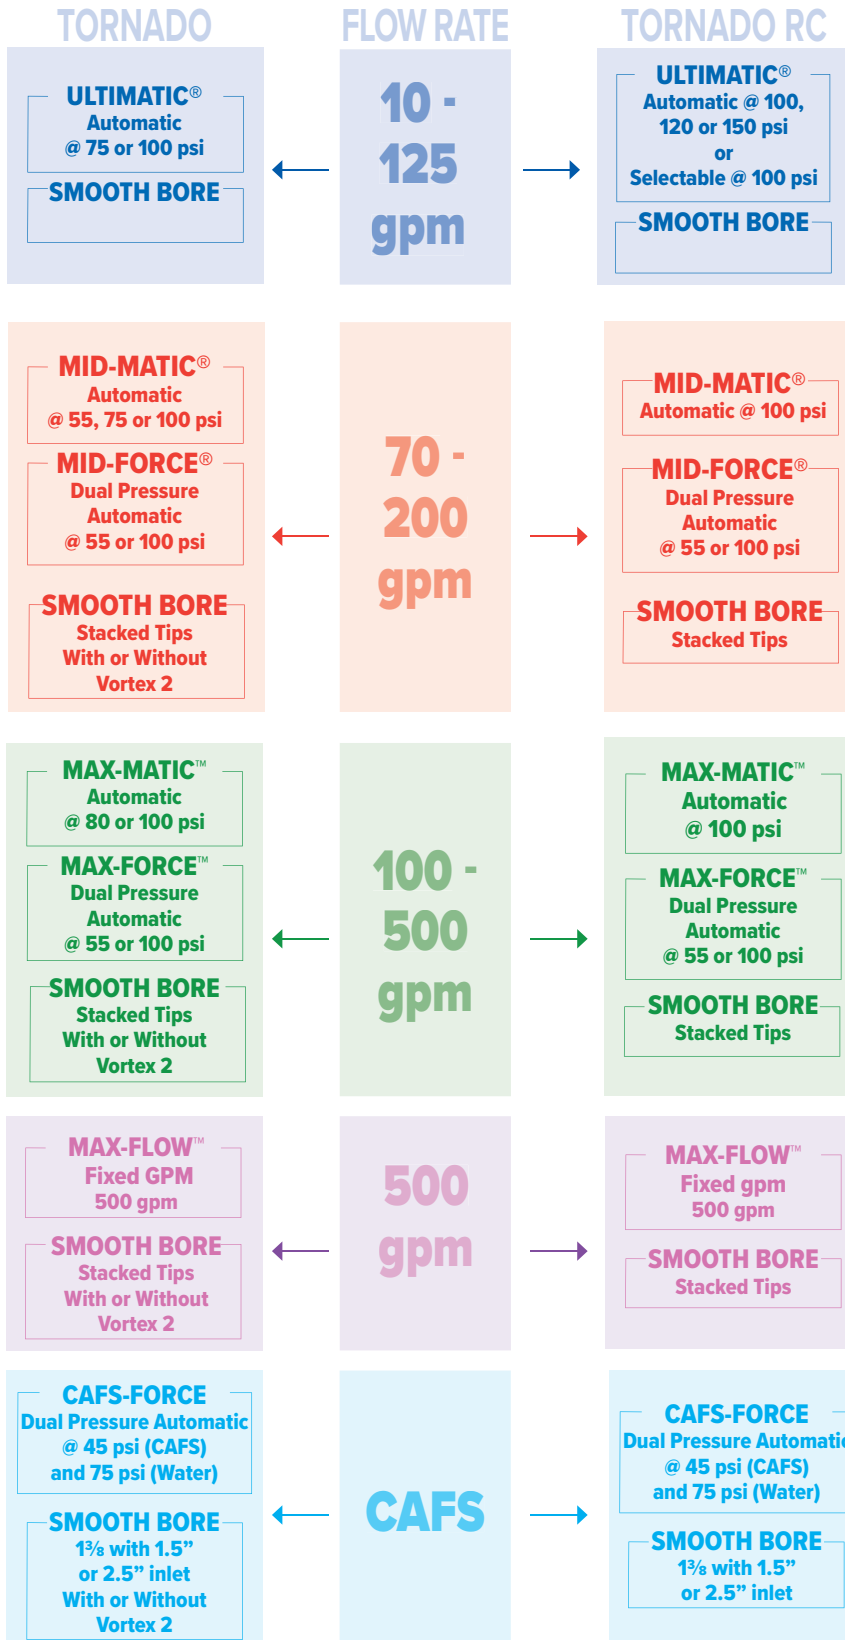 TORNADO
FLOW RATE
TORNADO RC
ULTIMATIC®
Automatic
@ 75 or 100 psi
SMOOTH BORE
10 -
125
gpm
ULTIMATIC®
Automatic @ 100,
120 or 150 psi
or
Selectable @ 100 psi
SMOOTH BORE
MID-MATIC®
Automatic
@ 55, 75 or 100 psi
MID-FORCE®
Dual Pressure
Automatic
@ 55 or 100 psi
SMOOTH BORE
Stacked Tips
With or Without
Vortex 2
70 -
200
gpm
MID-MATIC®
Automatic @ 100 psi
MID-FORCE®
Dual Pressure
Automatic
@ 55 or 100 psi
SMOOTH BORE
Stacked Tips
MAX-MATIC™
Automatic
@ 80 or 100 psi
MAX-FORCE™
Dual Pressure
Automatic
@ 55 or 100 psi
SMOOTH BORE
Stacked Tips
With or Without
Vortex 2
100 -
500
gpm
MAX-MATIC™
Automatic
@ 100 psi
MAX-FORCE™
Dual Pressure
Automatic
@ 55 or 100 psi
SMOOTH BORE
Stacked Tips
MAX-FLOW™
Fixed GPM
500 gpm
SMOOTH BORE
Stacked Tips
With or Without
Vortex 2
500
gpm
MAX-FLOW™
Fixed gpm
500 gpm
SMOOTH BORE
Stacked Tips
CAFS-FORCE
Dual Pressure Automatic
@ 45 psi (CAFS)
and 75 psi (Water)
SMOOTH BORE
1⅜ with 1.5”
or 2.5” inlet
With or Without
Vortex 2
CAFS
CAFS-FORCE
Dual Pressure Automatic
@ 45 psi (CAFS)
and 75 psi (Water)
SMOOTH BORE
1⅜ with 1.5”
or 2.5” inlet